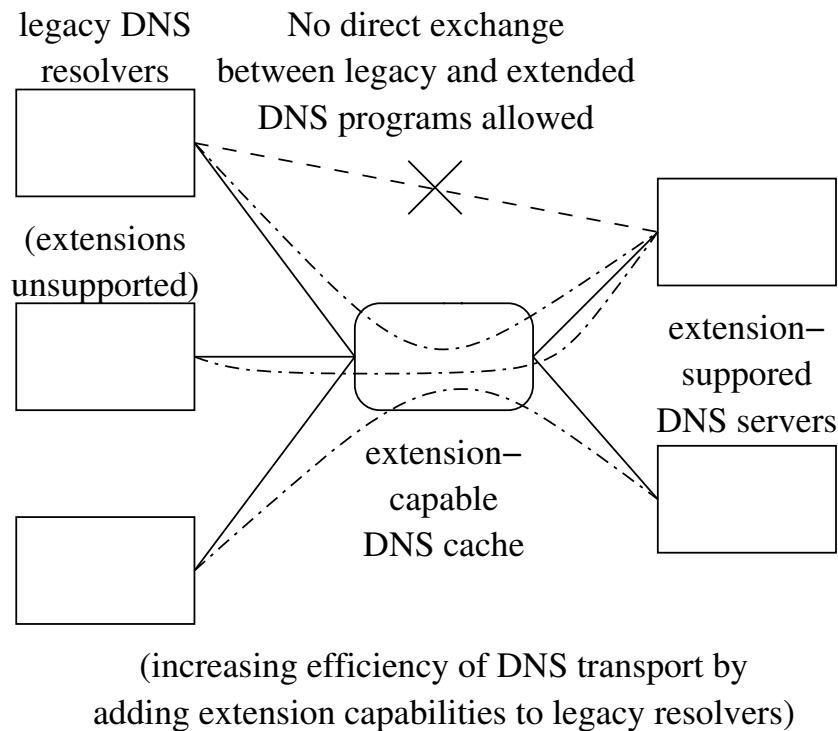 legacy DNS
resolvers
No direct exchange
between legacy and extended
DNS programs allowed
(extensions
unsupported)
extension−
suppored
DNS servers
extension−
capable
DNS cache
(increasing efficiency of DNS transport by
adding extension capabilities to legacy resolvers)